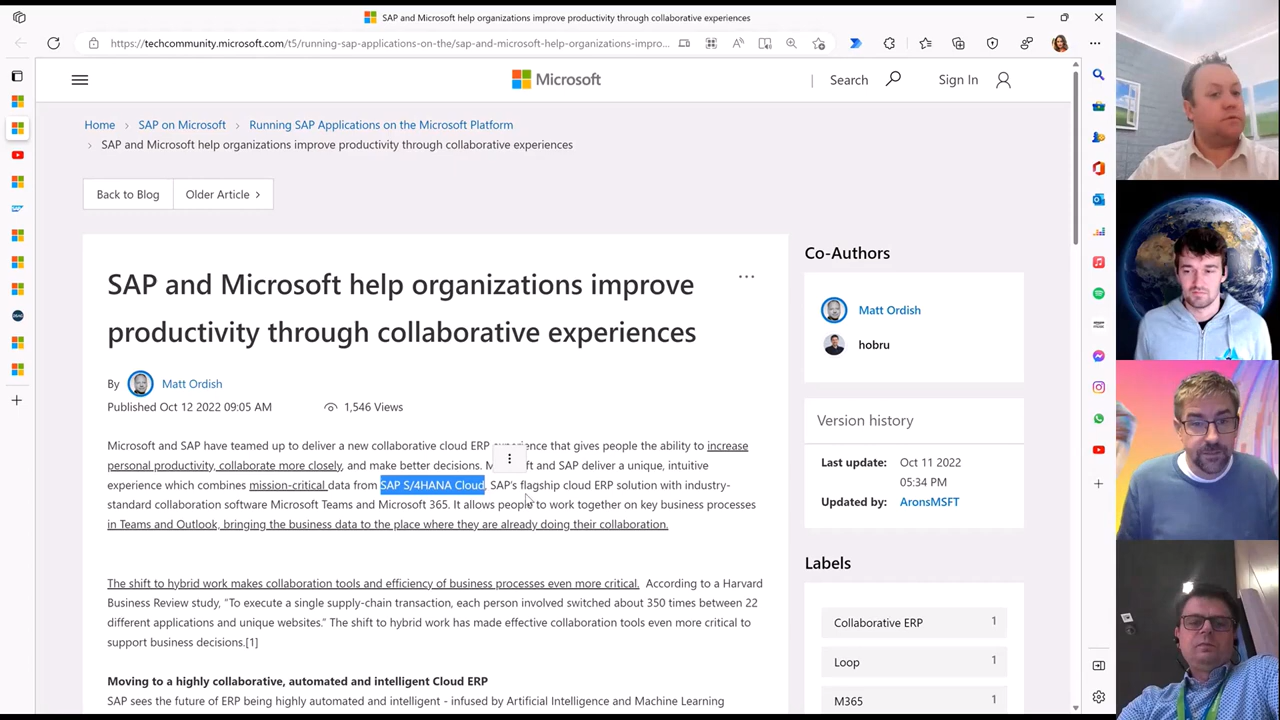 SAP and Microsoft help organizations improve productivity through collaborative experiences
https://techcommunity.microsoft.com/t5/running-sap-applications-on-the/sap-and-microsoft-help-organizations-impro...
Microsoft
Search
Sign In
Home > SAP on Microsoft > Running SAP Applications on the Microsoft Platform
> SAP and Microsoft help organizations improve productivity through collaborative experiences
Back to Blog
Older Article >
SAP and Microsoft help organizations improve
productivity through collaborative experiences
By Matt Ordish
Published Oct 12 2022 09:05 AM
1,546 Views
Microsoft and SAP have teamed up to deliver a new collaborative cloud ERP experience that gives people the ability to increase
personal productivity, collaborate more closely, and make better decisions. Microsoft and SAP deliver a unique, intuitive
experience which combines mission-critical data from SAP S/4HANA Cloud, SAP's flagship cloud ERP solution with industry-
standard collaboration software Microsoft Teams and Microsoft 365. It allows people to work together on key business processes
in Teams and Outlook, bringing the business data to the place where they are already doing their collaboration.
The shift to hybrid work makes collaboration tools and efficiency of business processes even more critical. According to a Harvard
Business Review study, "To execute a single supply-chain transaction, each person involved switched about 350 times between 22
different applications and unique websites." The shift to hybrid work has made effective collaboration tools even more critical to
support business decisions.[1]
Moving to a highly collaborative, automated and intelligent Cloud ERP
SAP sees the future of ERP being highly automated and intelligent - infused by Artificial Intelligence and Machine Learning
Co-Authors
Matt Ordish
hobru
Version history
Last update: Oct 11 2022
05:34 PM
Updated by: AronsMSFT
Labels
Collaborative ERP 1
Loop 1
M365 1